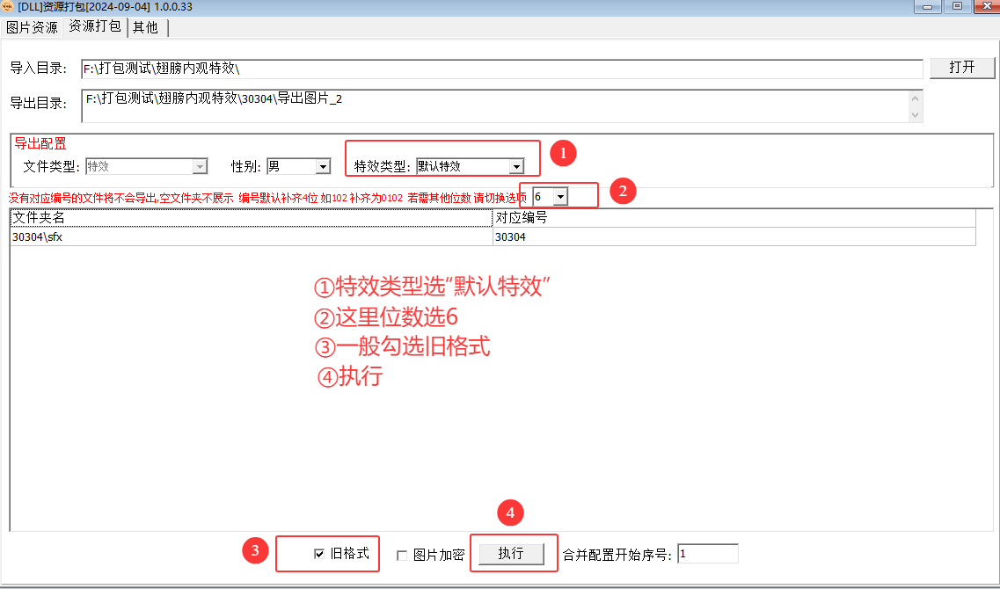 [DLL]资源打包[2024-09-04] 1.0.0.33
图片资源 资源打包 其他
导入目录: F:\打包测试\翅膀内观特效\ 打开
导出目录: F:\打包测试\翅膀内观特效\30304\导出图片_2
导出配置
文件类型: 特效 性别: 男 特效类型: 默认特效 1
没有对应编号的文件将不会导出,空文件夹不展示 编号默认补齐4位 如102 补齐为0102 若需其他位数 请切换选项 6 2
文件夹名 对应编号
30304\sfx 30304
①特效类型选“默认特效”
②这里位数选6
③一般勾选旧格式
④执行
4
3 旧格式 图片加密 执行 合并配置开始序号: 1